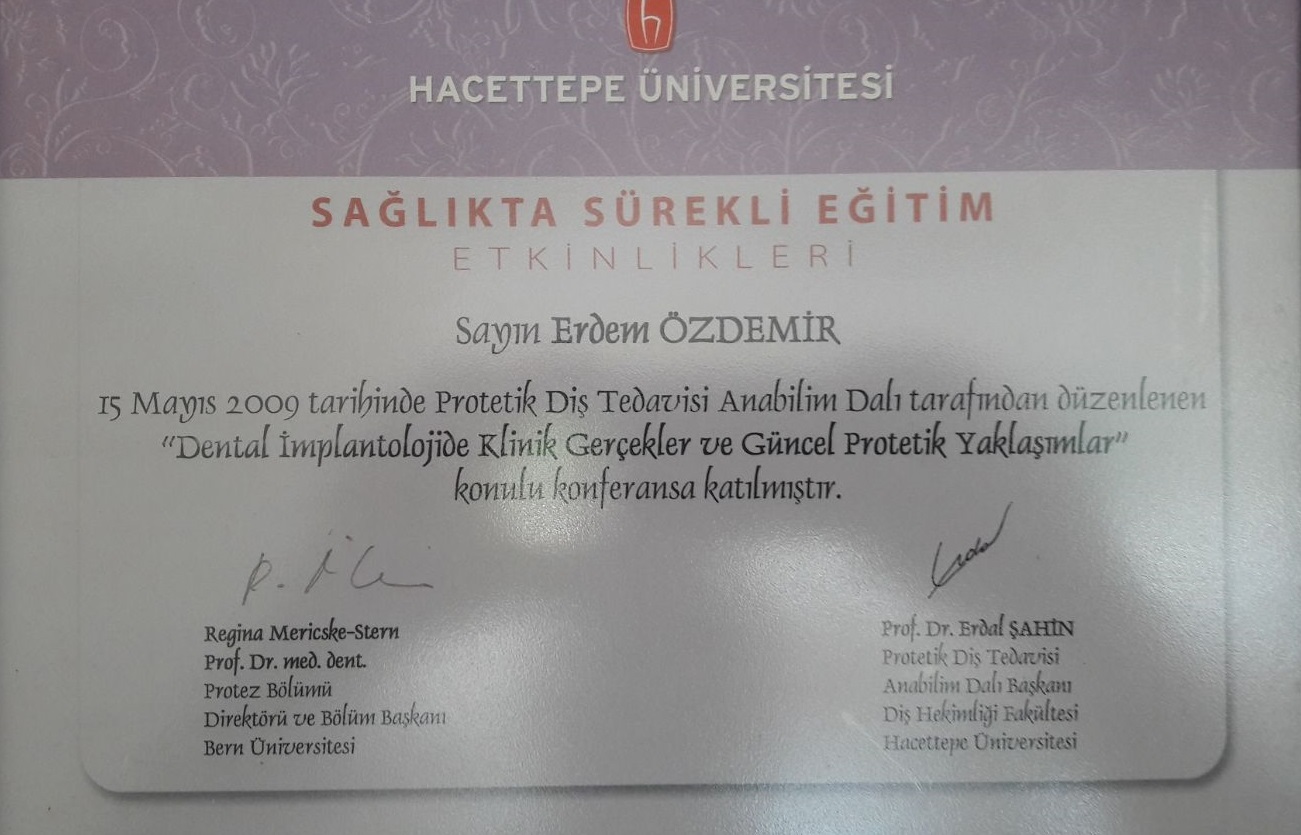 HACETTEPE ÜNİVERSİTESİ
SAĞLIKTA SÜREKLİ EĞİTİM
ETKİNLİKLERİ
Sayın Erdem ÖZDEMİR
15 Mayıs 2009 tarihinde Protetik Diş Tedavisi Anabilim Dalı tarafından düzenlenen
“Dental İmplantolojide Klinik Gerçekler ve Güncel Protetik Yaklaşımlar”
konulu konferansa katılmıştır.
Regina Mericske-Stern
Prof. Dr. med. dent.
Protez Bölümü
Direktörü ve Bölüm Başkanı
Bern Üniversitesi
Prof. Dr. Erdal ŞAHİN
Protetik Diş Tedavisi
Anabilim Dalı Başkanı
Diş Hekimliği Fakültesi
Hacettepe Üniversitesi